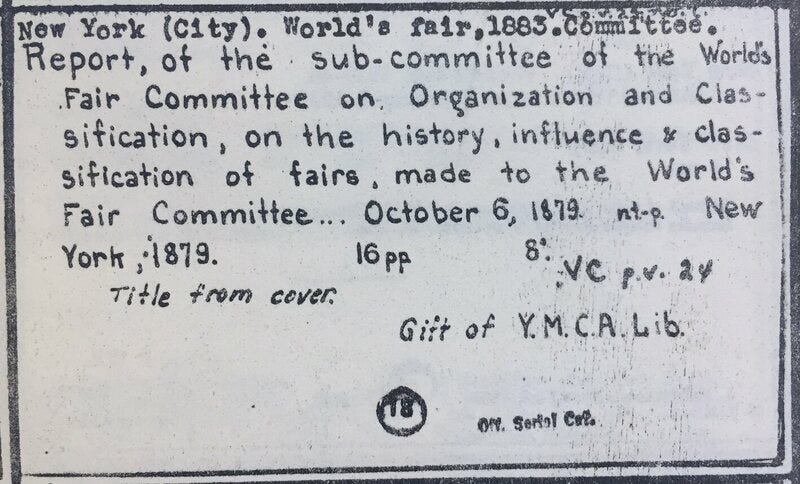 New York (City). World's fair,1883.Committee.
Report, of the sub-committee of the World's
Fair Committee on Organization and Clas-
sification, on the history, influence & clas-
sification of fairs, made to the World's
Fair Committee... October 6, 1879. nt-p. New
York, 1879. 16pp 8°.
VC p.v. 24
Title from cover.
Gift of Y.M.C.A. Lib.
18
Off. Serial Cat.